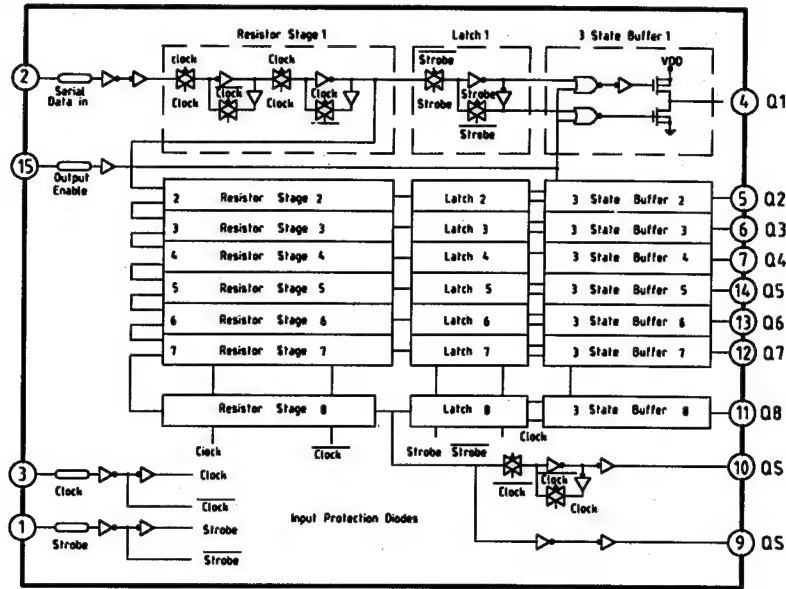 Resistor Stage 1
Latch 1
3 State Buffer 1
clock
Clock
Strobe
VDD
2
Serial
Data in
Clock
Clock
Clock
Clock
Strobe
Strobe
Strobe
4 Q1
15
Output
Enable
2 Resistor Stage 2 Latch 2 3 State Buffer 2 5 Q2
3 Resistor Stage 3 Latch 3 3 State Buffer 3 6 Q3
4 Resistor Stage 4 Latch 4 3 State Buffer 4 7 Q4
5 Resistor Stage 5 Latch 5 3 State Buffer 5 14 Q5
6 Resistor Stage 6 Latch 6 3 State Buffer 6 13 Q6
7 Resistor Stage 7 Latch 7 3 State Buffer 7 12 Q7
Resistor Stage 8 Latch 8 3 State Buffer 8 11 Q8
Clock
Clock
Strobe
Strobe
Clock
3
Clock
Clock
Clock
Clock
Clock
Clock
10 QS
1
Strobe
Strobe
Strobe
Input Protection Diodes
9 QS